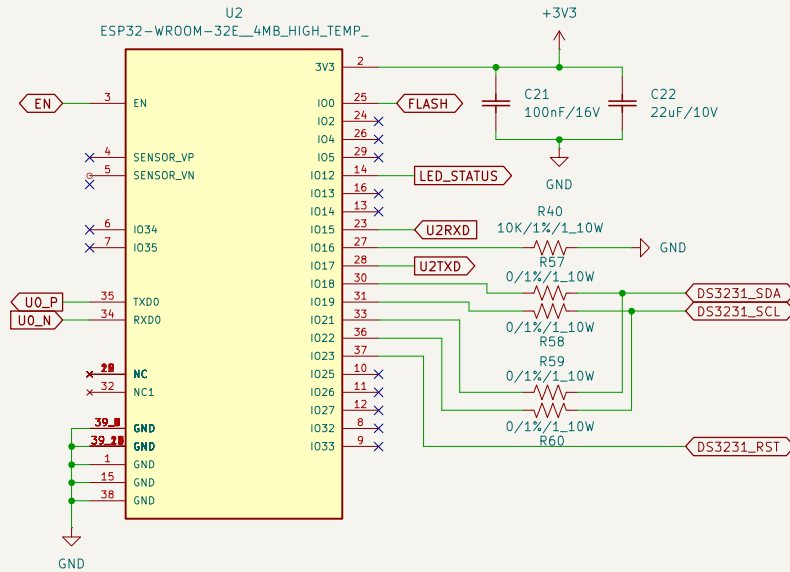 U2
ESP32-WROOM-32E__4MB_HIGH_TEMP_
+3V3
2 3V3
3 EN EN
25 IO0 FLASH
24 IO2
26 IO4
29 IO5
4 SENSOR_VP
5 SENSOR_VN
14 IO12 LED_STATUS
16 IO13
13 IO14
6 IO34
7 IO35
23 IO15 U2RXD
27 IO16
28 IO17 U2TXD
30 IO18
31 IO19
33 IO21
36 IO22
37 IO23
10 IO25
11 IO26
12 IO27
8 IO32
9 IO33
U0_P 35 TXD0
U0_N 34 RXD0
NC
32 NC1
GND
GND
1 GND
15 GND
38 GND
GND
C21
100nF/16V
C22
22uF/10V
GND
R40
10K/1%/1_10W
GND
R57
0/1%/1_10W
0/1%/1_10W
R58
R59
0/1%/1_10W
0/1%/1_10W
R60
DS3231_SDA
DS3231_SCL
DS3231_RST